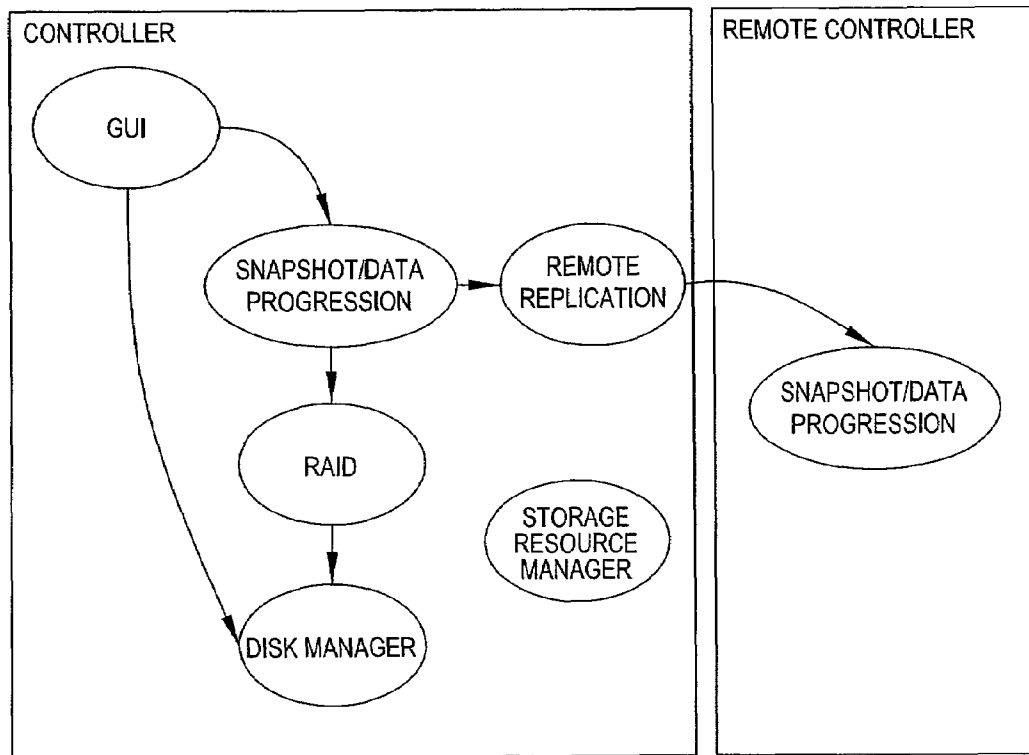 CONTROLLER
REMOTE CONTROLLER
GUI
SNAPSHOT/DATA
PROGRESSION
REMOTE
REPLICATION
SNAPSHOT/DATA
PROGRESSION
RAID
STORAGE
RESOURCE
MANAGER
DISK MANAGER